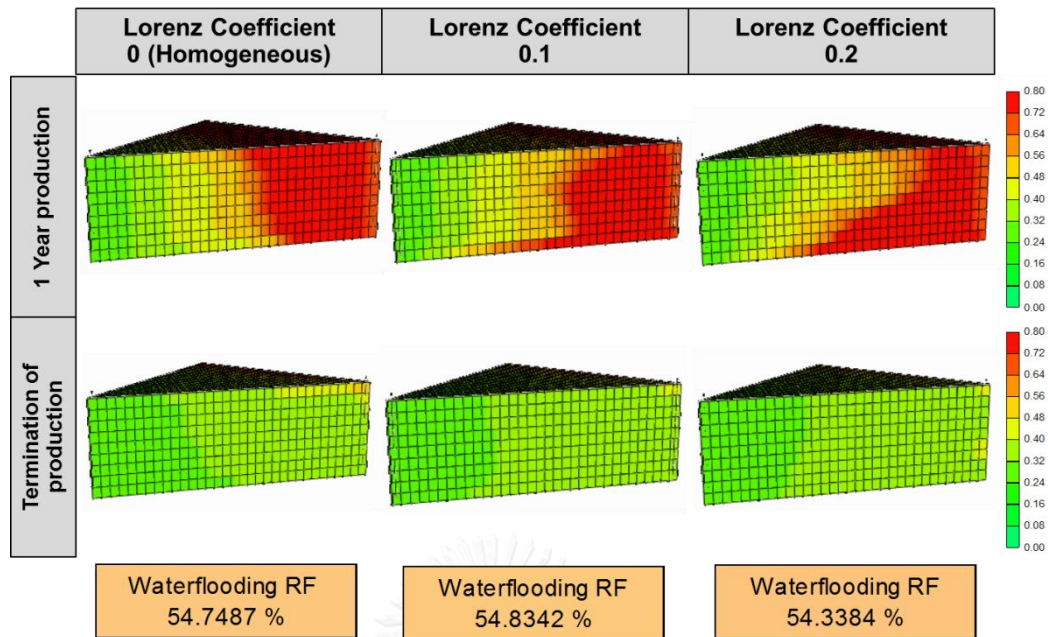 Lorenz Coefficient
0 (Homogeneous)
Lorenz Coefficient
0.1
Lorenz Coefficient
0.2
1 Year production
0.80
0.72
0.64
0.56
0.48
0.40
0.32
0.24
0.16
0.08
0.00
Termination of
production
0.80
0.72
0.64
0.56
0.48
0.40
0.32
0.24
0.16
0.08
0.00
Waterflooding RF
54.7487 %
Waterflooding RF
54.8342 %
Waterflooding RF
54.3384 %